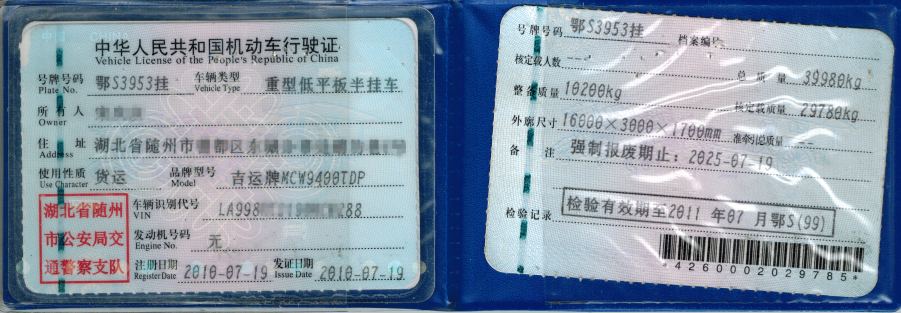 中华人民共和国机动车行驶证
Vehicle License of the People's Republic of China
号牌号码 鄂S3953挂 车辆类型 重型低平板半挂车
Plate No. Vehicle Type
所有人
Owner
住址 湖北省随州市 都区东
Address
使用性质 货运 品牌型号 吉运牌MCW9400TDP
Use Character Model
湖北省随州
市公安局交
通警察支队
车辆识别代号 LA998 288
VIN
发动机号码 无
Engine No.
注册日期 2010-07-19 发证日期 2010-07-19
Register Date Issue Date
号牌号码 鄂S3953挂 档案编号
核定载人数 --- 总质量 39980kg
整备质量 10200kg 核定载质量 29780kg
外廓尺寸 16000×3000×1700mm 准牵引总质量 --
备注 强制报废期止：2025-07-19
检验记录 检验有效期至2011 年07 月鄂S(99)
*4260002029785*